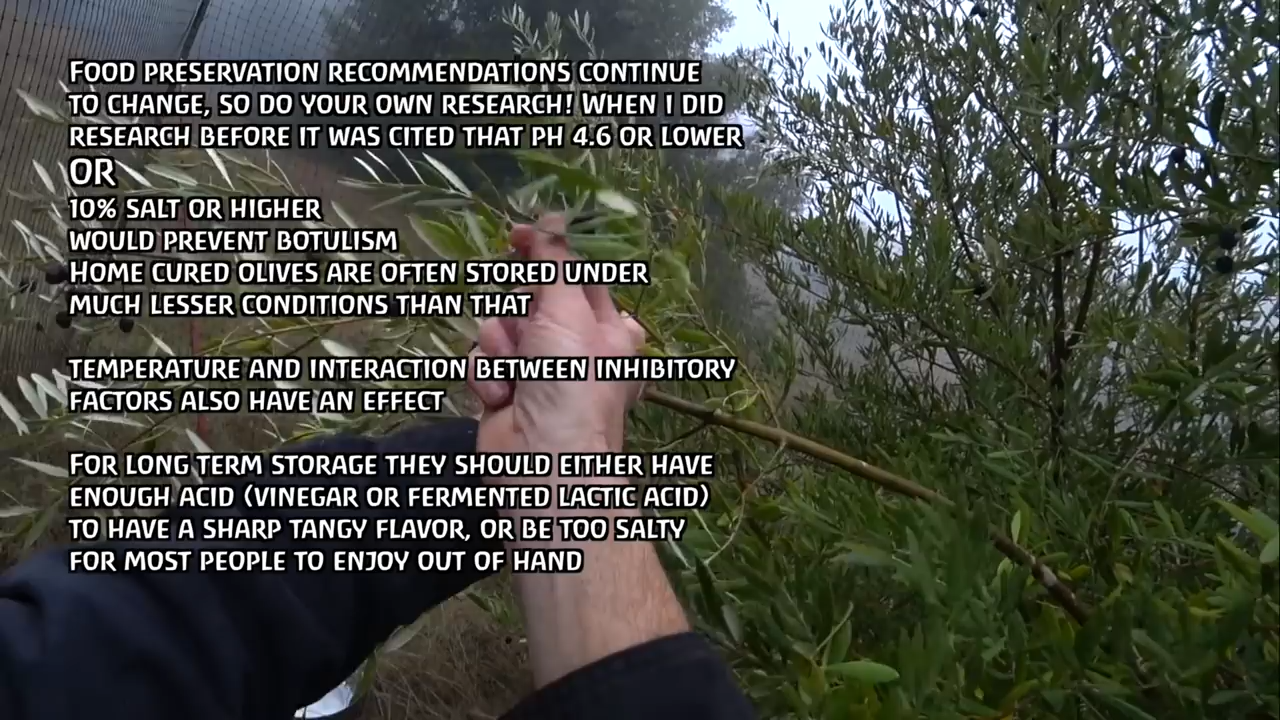 Food preservation recommendations continue
to change, so do your own research! When I did
research before it was cited that pH 4.6 or lower
OR
10% salt or higher
would prevent botulism
Home cured olives are often stored under
much lesser conditions than that
temperature and interaction between inhibitory
factors also have an effect
For long term storage they should either have
enough acid (vinegar or fermented lactic acid)
to have a sharp tangy flavor, or be too salty
for most people to enjoy out of hand